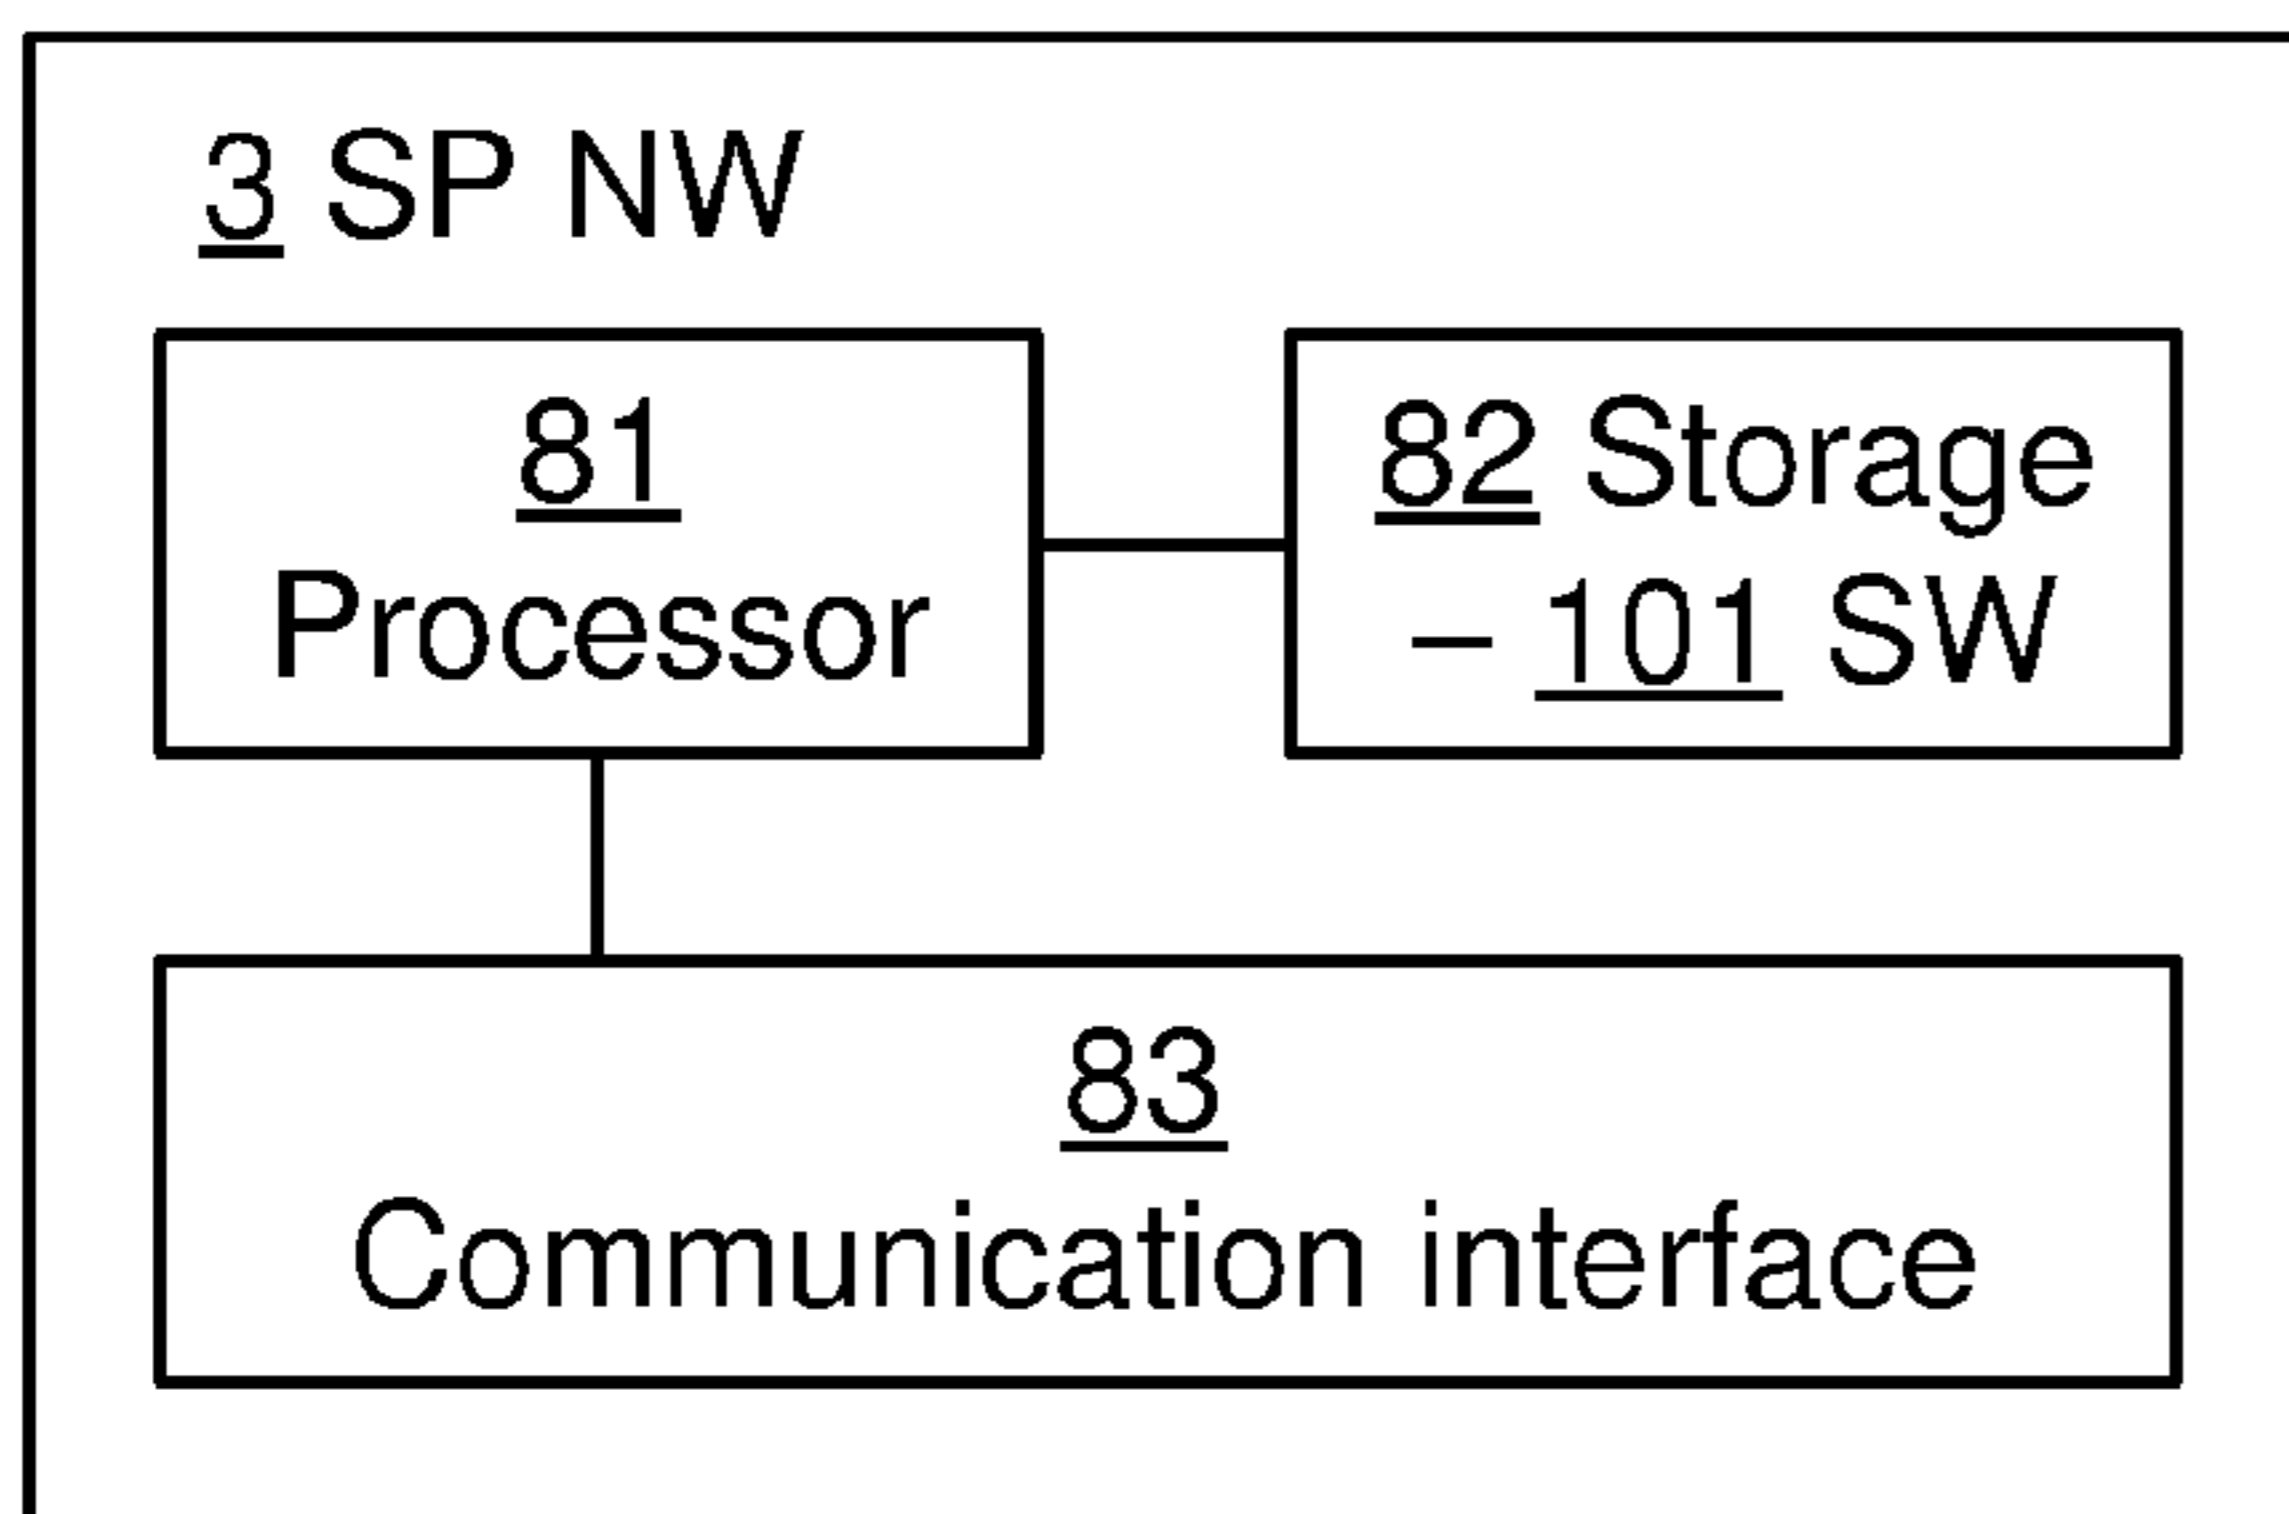 3 SP NW
81
Processor
82 Storage
– 101 SW
83
Communication interface